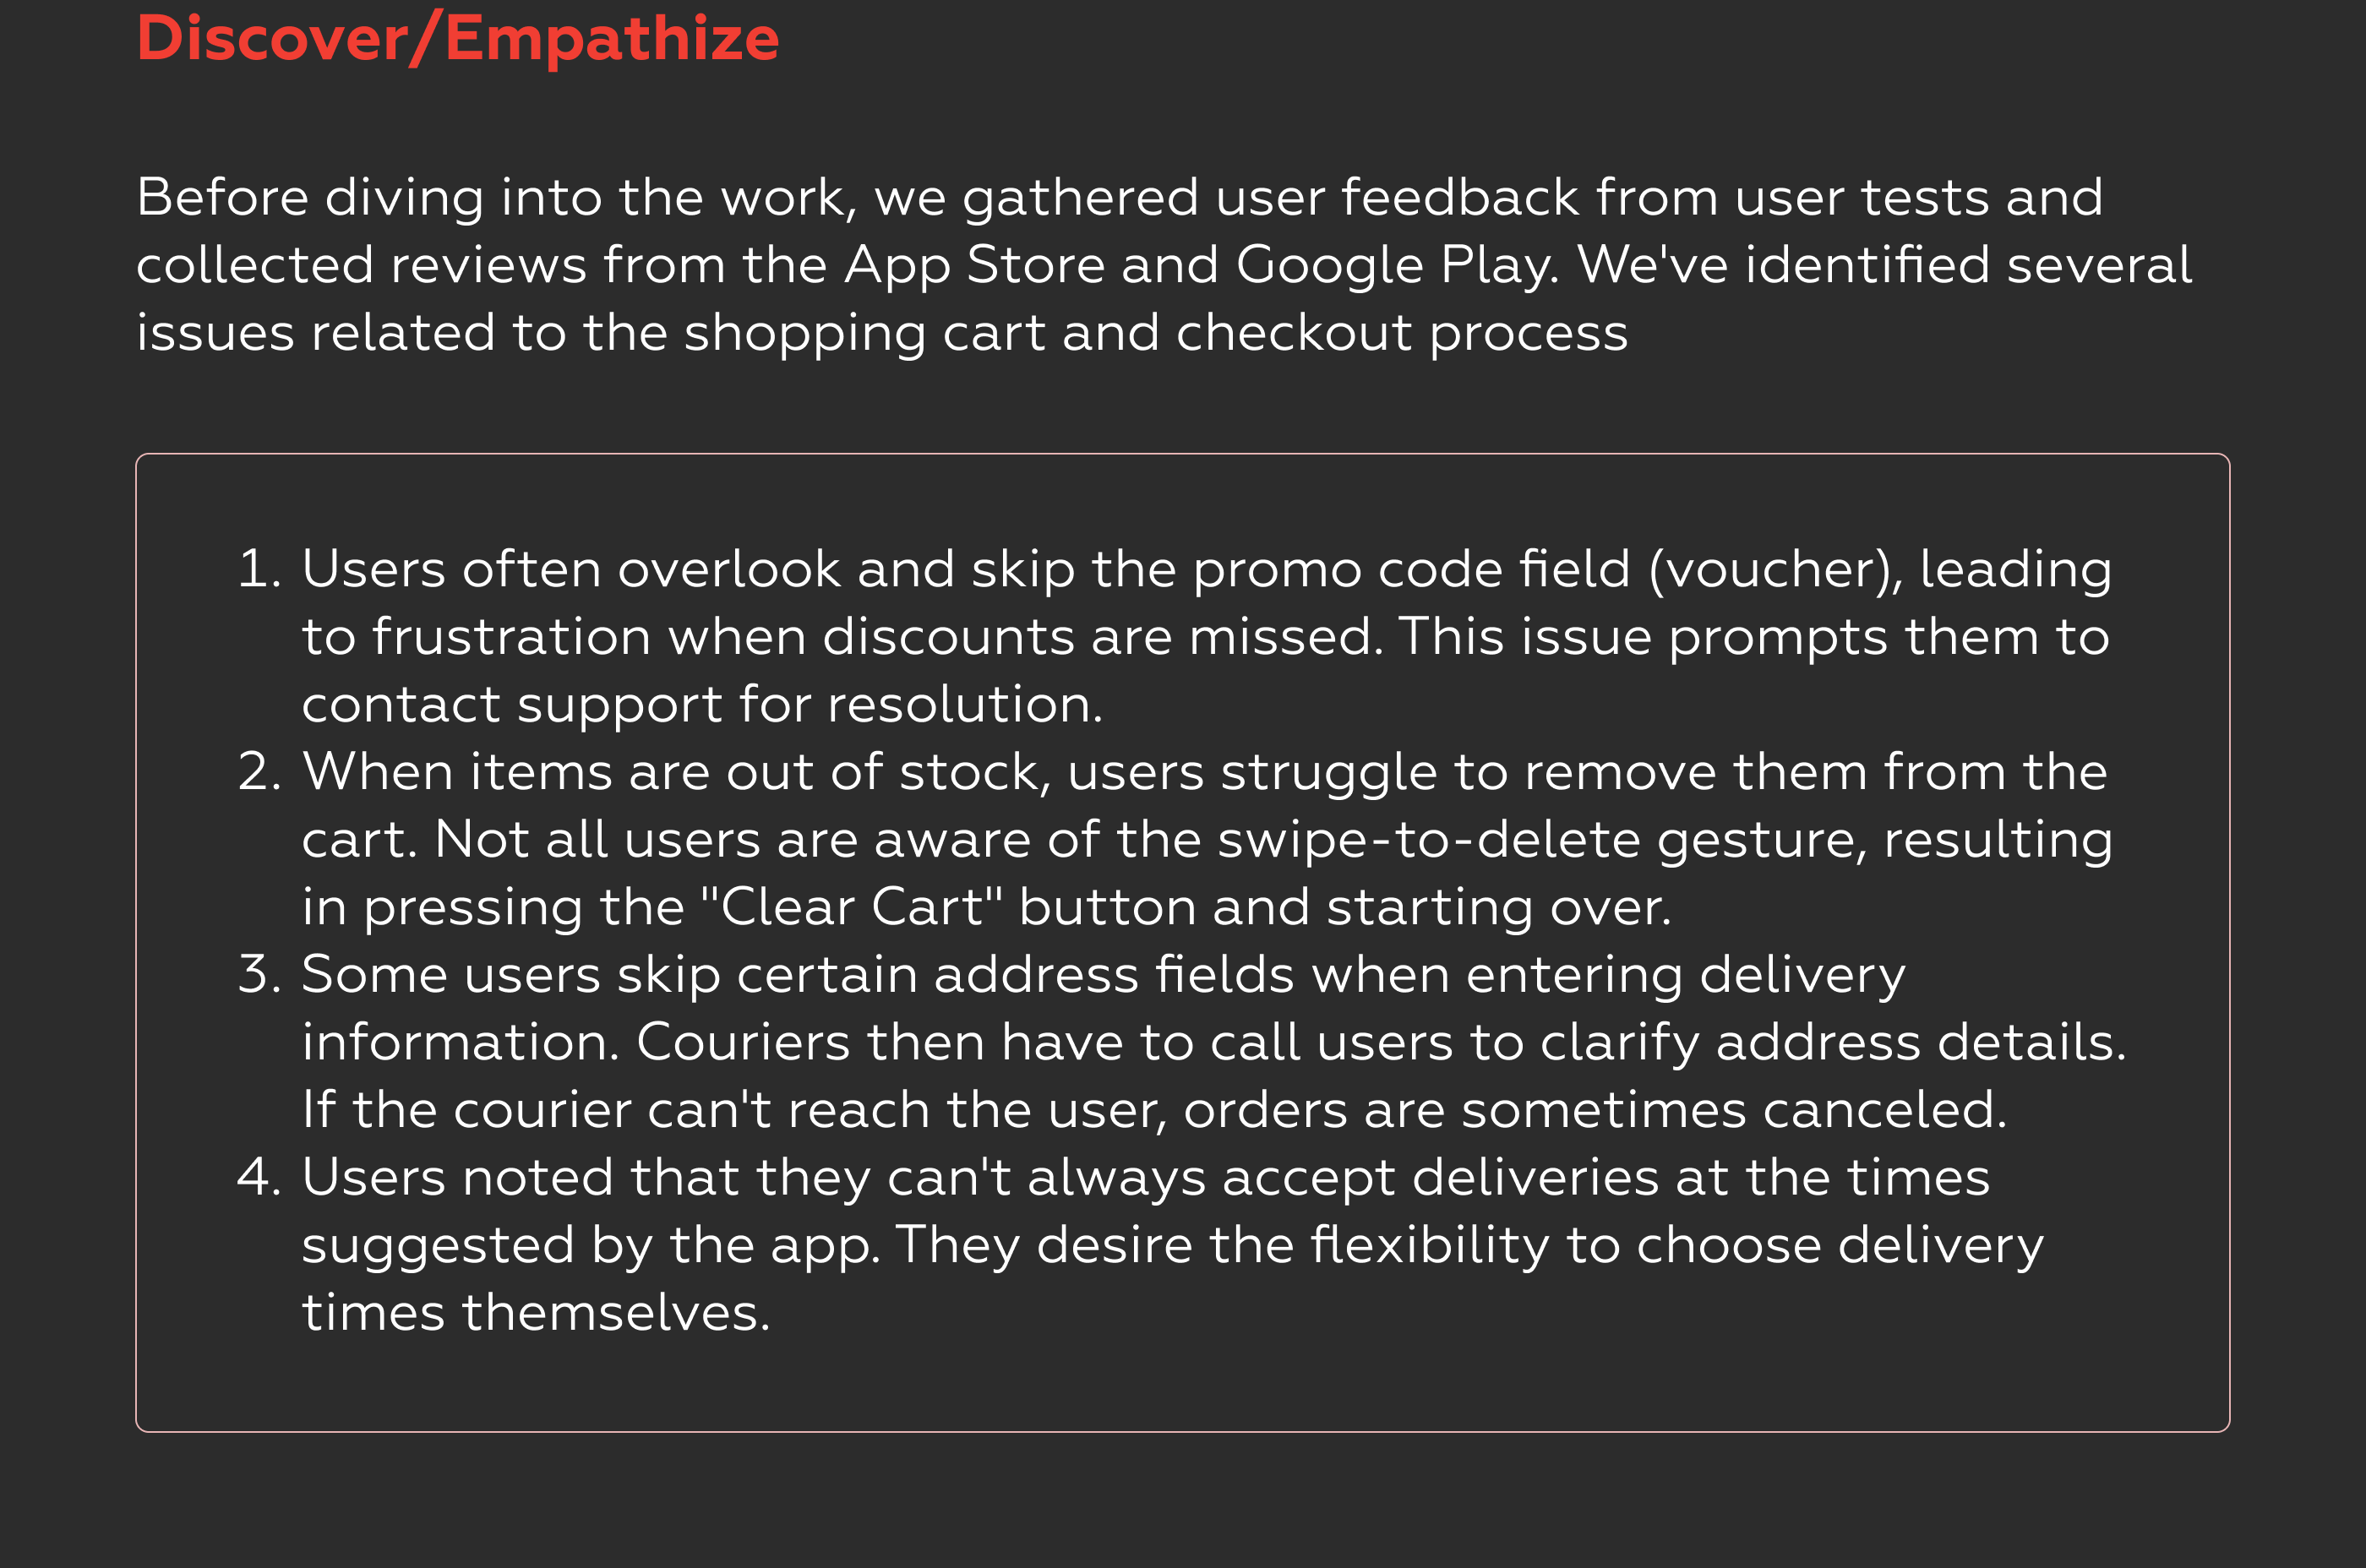 Discover/Empathize
Before diving into the work, we gathered user feedback from user tests and
collected reviews from the App Store and Google Play. We've identified several
issues related to the shopping cart and checkout process
1. Users often overlook and skip the promo code field (voucher), leading
to frustration when discounts are missed. This issue prompts them to
contact support for resolution.
2. When items are out of stock, users struggle to remove them from the
cart. Not all users are aware of the swipe-to-delete gesture, resulting
in pressing the "Clear Cart" button and starting over.
3. Some users skip certain address fields when entering delivery
information. Couriers then have to call users to clarify address details.
If the courier can't reach the user, orders are sometimes canceled.
4. Users noted that they can't always accept deliveries at the times
suggested by the app. They desire the flexibility to choose delivery
times themselves.